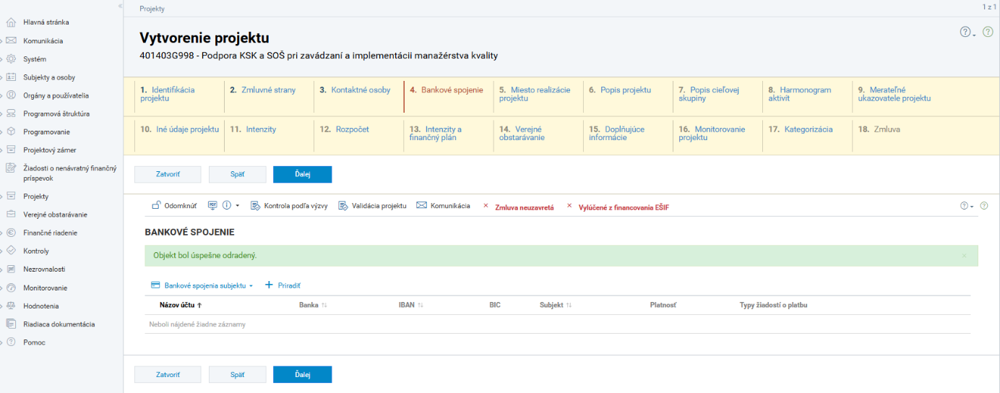 Projekty
1 z 1
Hlavná stránka
Komunikácia
Systém
Subjekty a osoby
Orgány a používatelia
Programová štruktúra
Programovanie
Projektový zámer
Žiadosti o nenávratný finančný
príspevok
Projekty
Verejné obstarávanie
Finančné riadenie
Kontroly
Nezrovnalosti
Monitorovanie
Hodnotenia
Riadiaca dokumentácia
Pomoc
Vytvorenie projektu
401403G998 - Podpora KSK a SOŠ pri zavádzaní a implementácii manažérstva kvality
1. Identifikácia
projektu
2. Zmluvné strany
3. Kontaktné osoby
4. Bankové spojenie
5. Miesto realizácie
projektu
6. Popis projektu
7. Popis cieľovej
skupiny
8. Harmonogram
aktivít
9. Merateľné
ukazovatele projektu
10. Iné údaje projektu
11. Intenzity
12. Rozpočet
13. Intenzity a
finančný plán
14. Verejné
obstarávanie
15. Doplňujúce
informácie
16. Monitorovanie
projektu
17. Kategorizácia
18. Zmluva
Zatvoriť Späť Ďalej
Odomknúť PDF Kontrola podľa výzvy Validácia projektu Komunikácia × Zmluva neuzavretá × Vylúčené z financovania EŠIF
BANKOVÉ SPOJENIE
Objekt bol úspešne odradený.
Bankové spojenia subjektu Priradiť
Názov účtu Banka IBAN BIC Subjekt Platnosť Typy žiadostí o platbu
Neboli nájdené žiadne záznamy
Zatvoriť Späť Ďalej